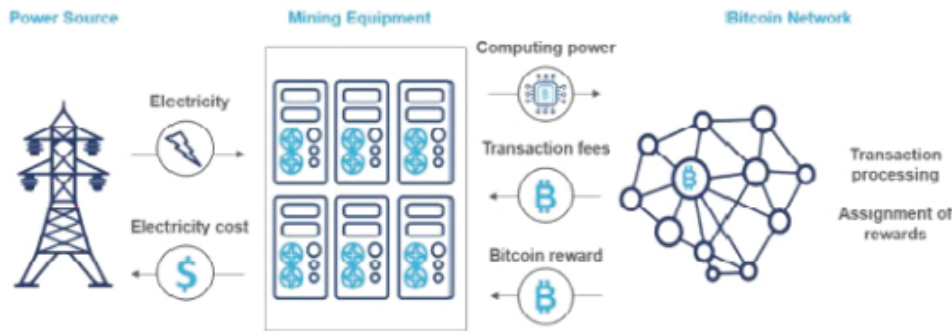 Power Source
Mining Equipment
Bitcoin Network
Computing power
Electricity
Transaction fees
Transaction
processing
Electricity cost
Assignment of
rewards
Bitcoin reward